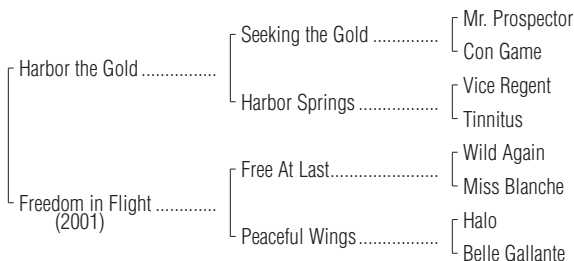 Mr. Prospector
Seeking the Gold ...............
Con Game
Harbor the Gold ................
Vice Regent
Harbor Springs ..................
Tinnitus
Wild Again
Free At Last.........................
Miss Blanche
Freedom in Flight .............
(2001)
Halo
Peaceful Wings ..................
Belle Gallante